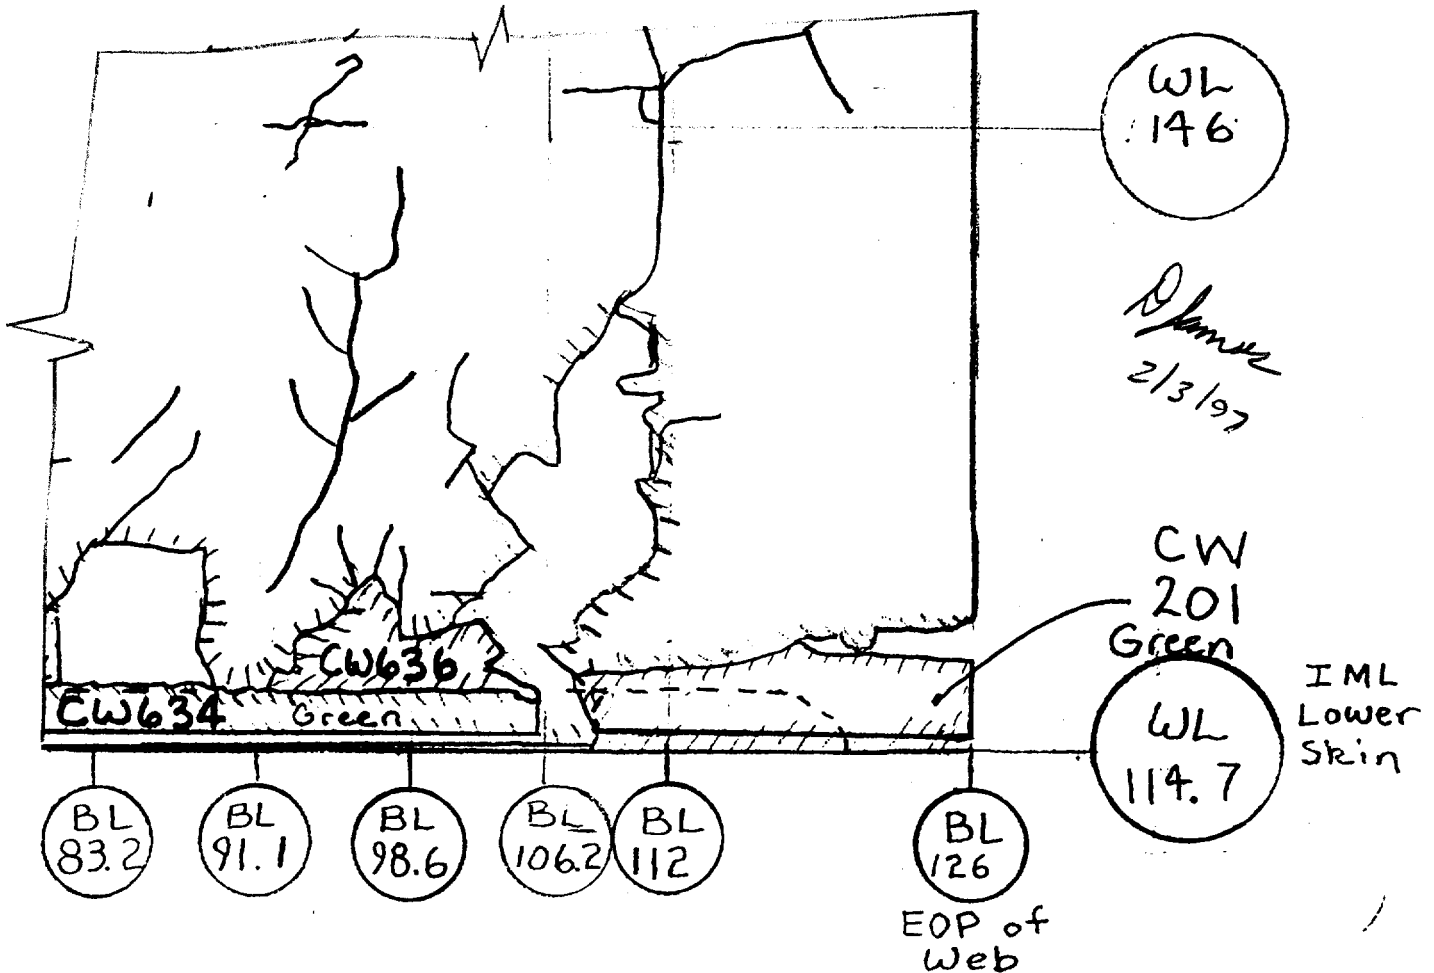 WL
146
2/3/97
CW
201
Green
CW636
CW634 Green
IML
Lower
Skin
WL
114.7
BL
83.2
BL
91.1
BL
98.6
BL
106.2
BL
112
BL
126
EOP of
Web